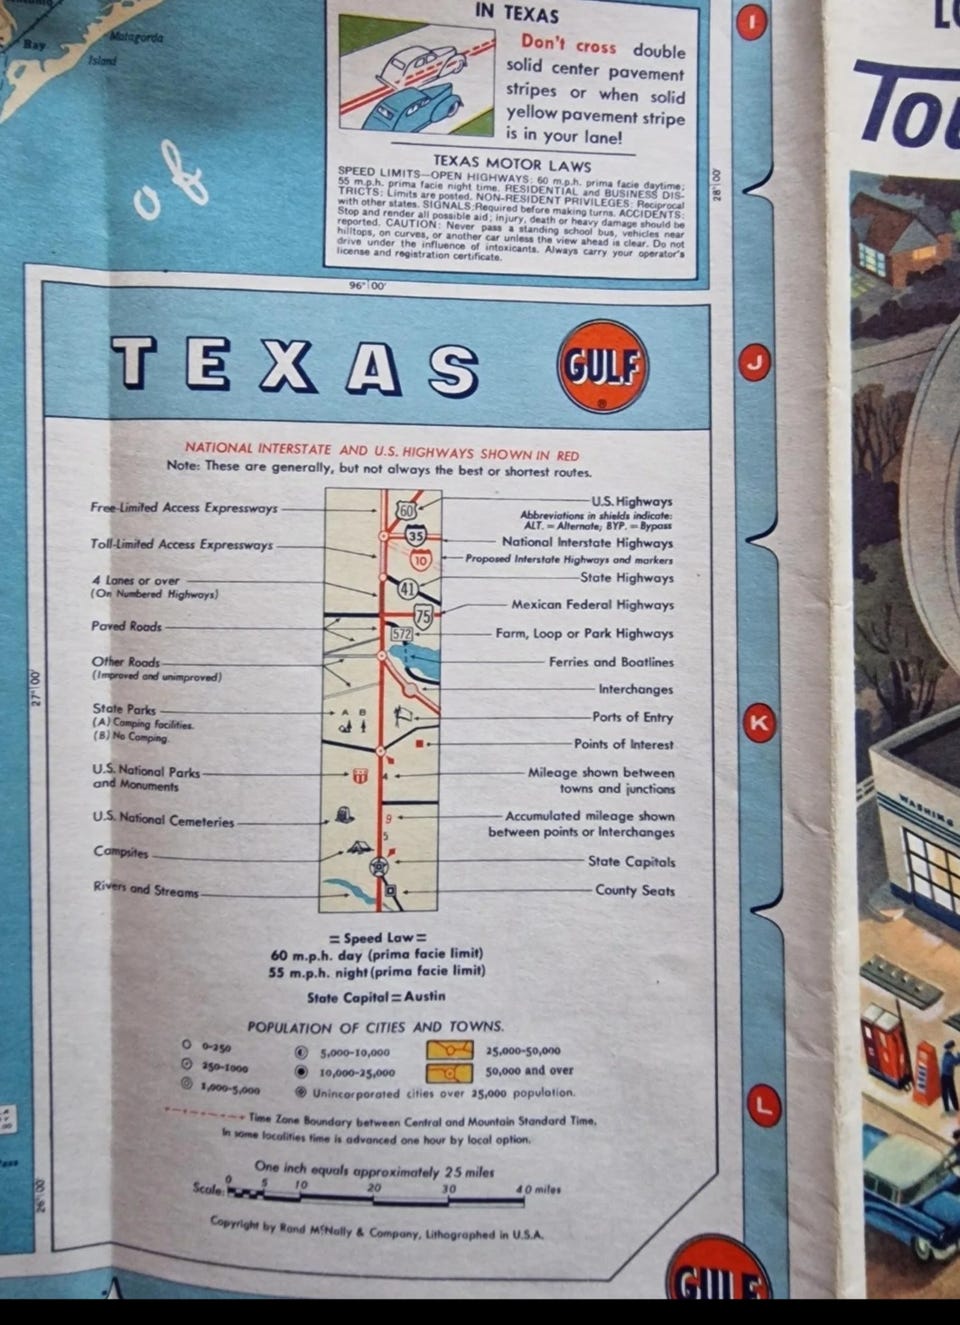 Bay
Matagorda
Island
of
IN TEXAS
Don't cross double
solid center pavement
stripes or when solid
yellow pavement stripe
is in your lane!
TEXAS MOTOR LAWS
SPEED LIMITS—OPEN HIGHWAYS: 60 m.p.h. prima facie daytime;
55 m.p.h. prima facie night time. RESIDENTIAL and BUSINESS DIS-
TRICTS: Limits are posted. NON-RESIDENT PRIVILEGES: Reciprocal
with other states. SIGNALS: Required before making turns. ACCIDENTS:
Stop and render all possible aid; injury, death or heavy damage should be
reported. CAUTION: Never pass a standing school bus, vehicles near
hilltops, on curves, or another car unless the view ahead is clear. Do not
drive under the influence of intoxicants. Always carry your operator's
license and registration certificate.
28° 00'
96° 00'
TEXAS
GULF
®
NATIONAL INTERSTATE AND U.S. HIGHWAYS SHOWN IN RED
Note: These are generally, but not always the best or shortest routes.
Free-Limited Access Expressways
Toll-Limited Access Expressways
4 Lanes or over
(On Numbered Highways)
Paved Roads
Other Roads
(Improved and unimproved)
State Parks
(A) Camping facilities.
(B) No Camping
U.S. National Parks
and Monuments
U.S. National Cemeteries
Campsites
Rivers and Streams
60
35
10
41
75
572
A B
4
9
5
U.S. Highways
Abbreviations in shields indicate:
ALT. = Alternate; BYP. = Bypass
National Interstate Highways
Proposed Interstate Highways and markers
State Highways
Mexican Federal Highways
Farm, Loop or Park Highways
Ferries and Boatlines
Interchanges
Ports of Entry
Points of Interest
Mileage shown between
towns and junctions
Accumulated mileage shown
between points or Interchanges
State Capitals
County Seats
27° 00'
= Speed Law =
60 m.p.h. day (prima facie limit)
55 m.p.h. night (prima facie limit)
State Capital = Austin
POPULATION OF CITIES AND TOWNS.
0-250
250-1000
1,000-5,000
5,000-10,000
10,000-25,000
25,000-50,000
50,000 and over
Unincorporated cities over 25,000 population.
Time Zone Boundary between Central and Mountain Standard Time.
In some localities time is advanced one hour by local option.
One inch equals approximately 25 miles
Scale: 0 5 10 20 30 40 miles
Copyright by Rand McNally & Company, Lithographed in U.S.A.
26° 00'
I
J
K
L
GULF
WASHING